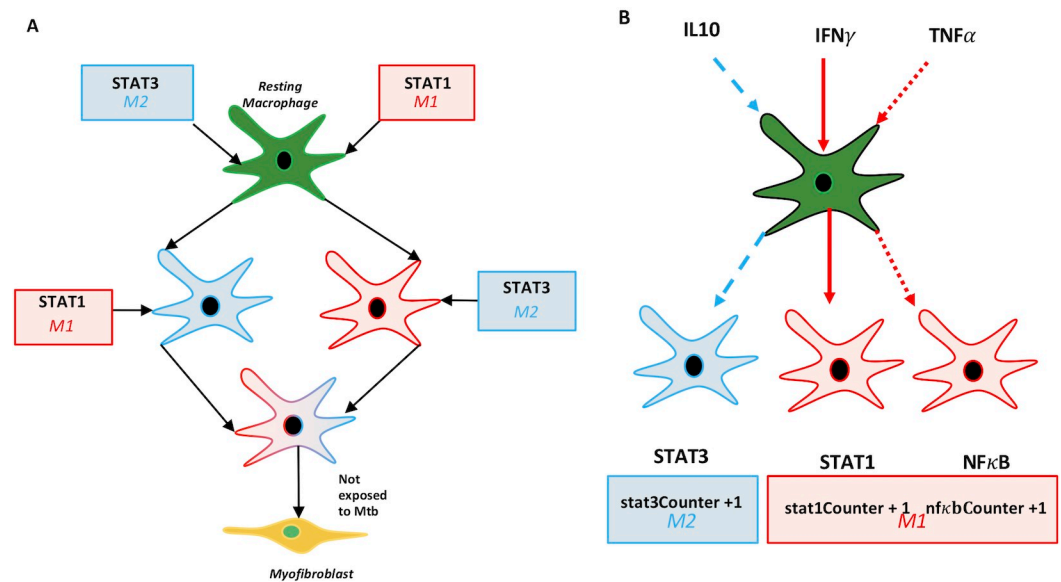 A
STAT3
M2
Resting
Macrophage
STAT1
M1
STAT1
M1
STAT3
M2
Not
exposed
to Mtb
Myofibroblast
B
IL10
IFNγ
TNFα
STAT3
STAT1
NFκB
stat3Counter +1
M2
stat1Counter + 1
nfκbCounter +1
M1